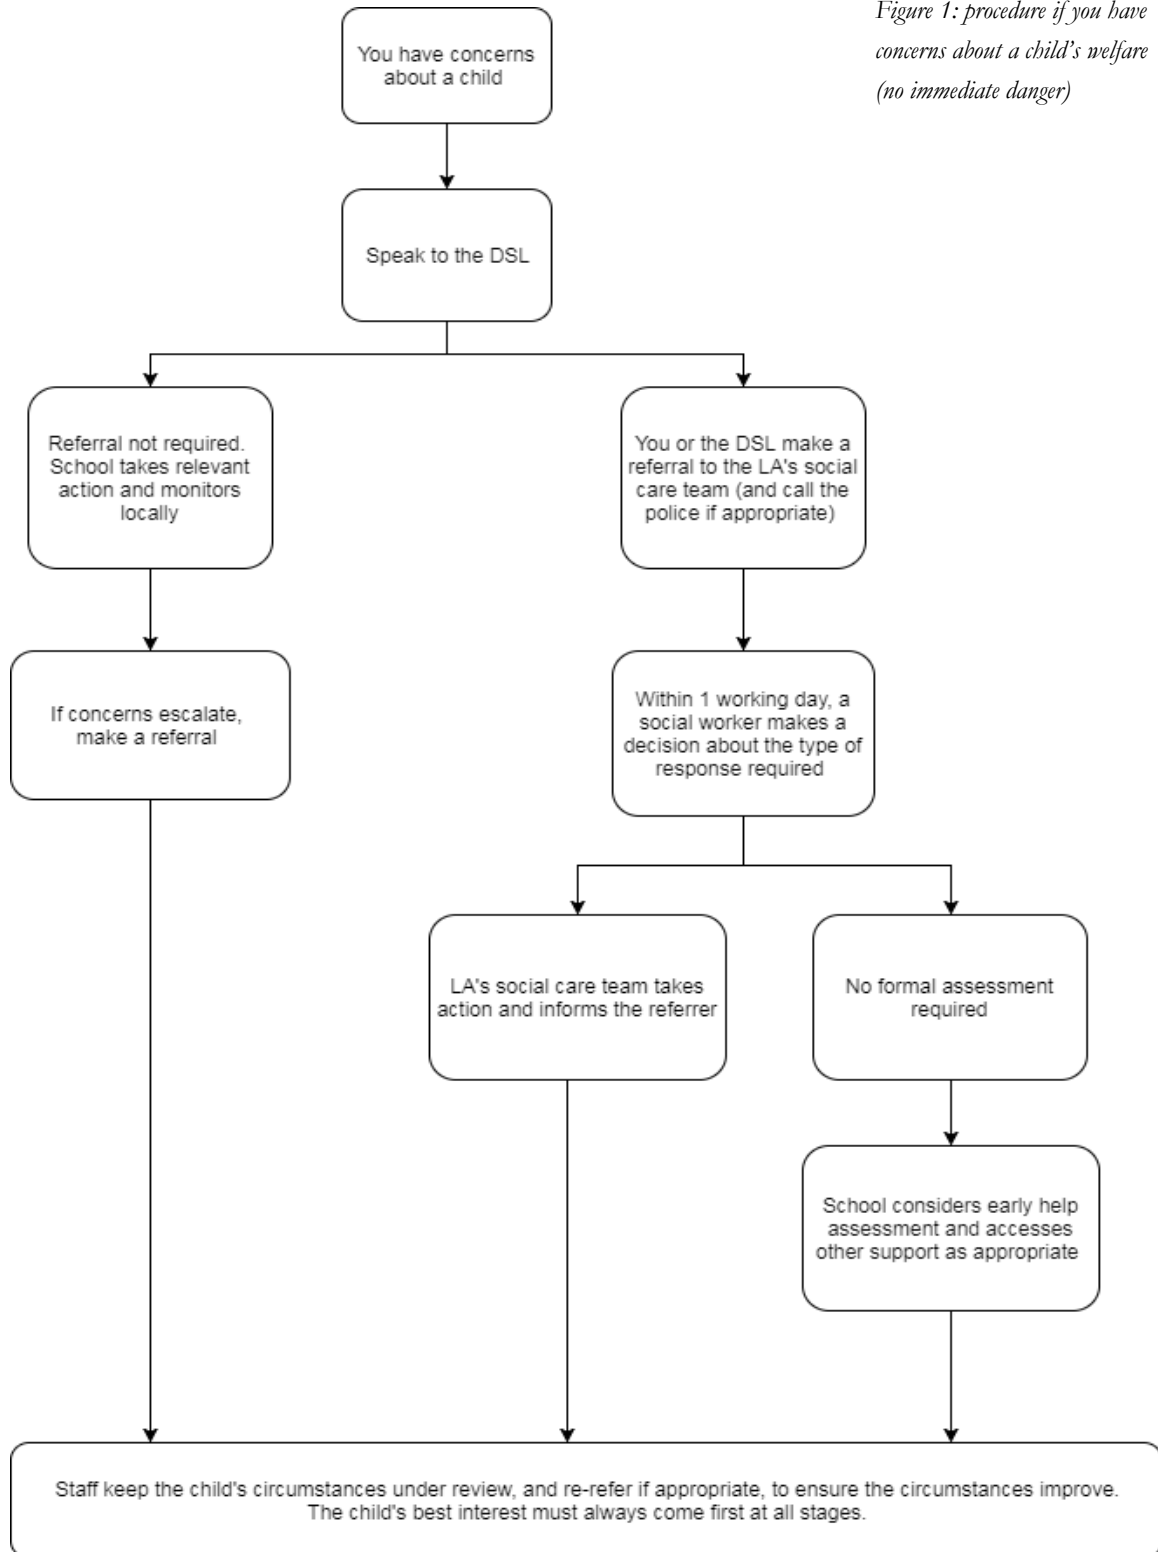 Figure 1: procedure if you have
concerns about a child's welfare
(no immediate danger)
You have concerns
about a child
Speak to the DSL
Referral not required.
School takes relevant
action and monitors
locally
You or the DSL make a
referral to the LA's social
care team (and call the
police if appropriate)
If concerns escalate,
make a referral
Within 1 working day, a
social worker makes a
decision about the type of
response required
LA's social care team takes
action and informs the referrer
No formal assessment
required
School considers early help
assessment and accesses
other support as appropriate
Staff keep the child's circumstances under review, and re-refer if appropriate, to ensure the circumstances improve.
The child's best interest must always come first at all stages.